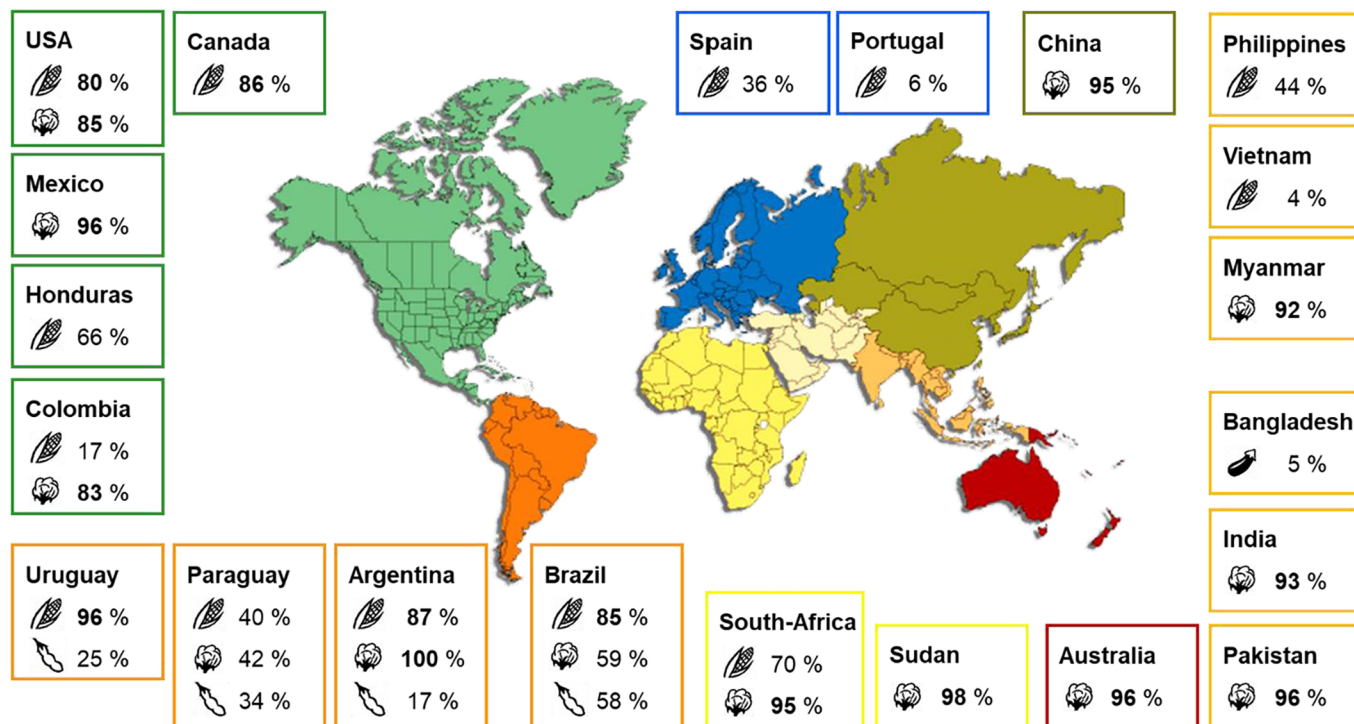 USA
80 %
85 %
Canada
86 %
Spain
36 %
Portugal
6 %
China
95 %
Philippines
44 %
Mexico
96 %
Vietnam
4 %
Honduras
66 %
Myanmar
92 %
Colombia
17 %
83 %
Bangladesh
5 %
India
93 %
Uruguay
96 %
25 %
Paraguay
40 %
42 %
34 %
Argentina
87 %
100 %
17 %
Brazil
85 %
59 %
58 %
South-Africa
70 %
95 %
Sudan
98 %
Australia
96 %
Pakistan
96 %